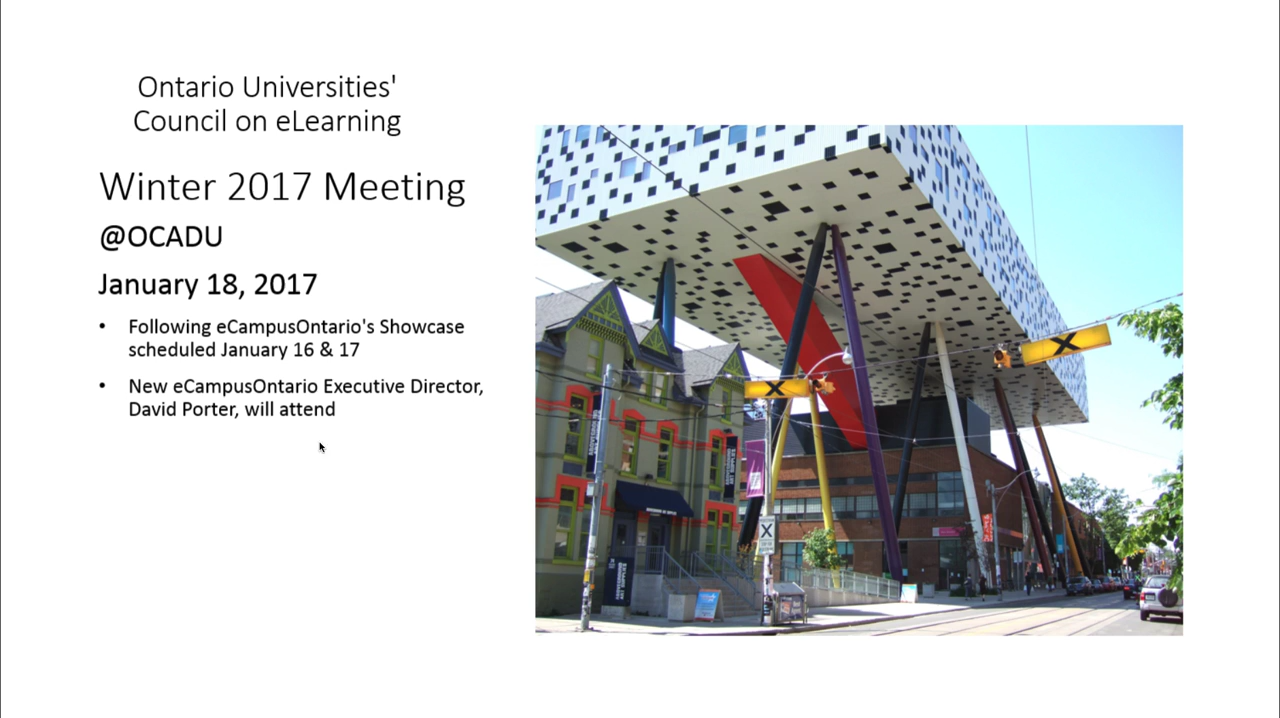 Ontario Universities'
Council on eLearning
Winter 2017 Meeting
@OCADU
January 18, 2017
• Following eCampusOntario's Showcase
scheduled January 16 & 17
• New eCampusOntario Executive Director,
David Porter, will attend
X
X
X